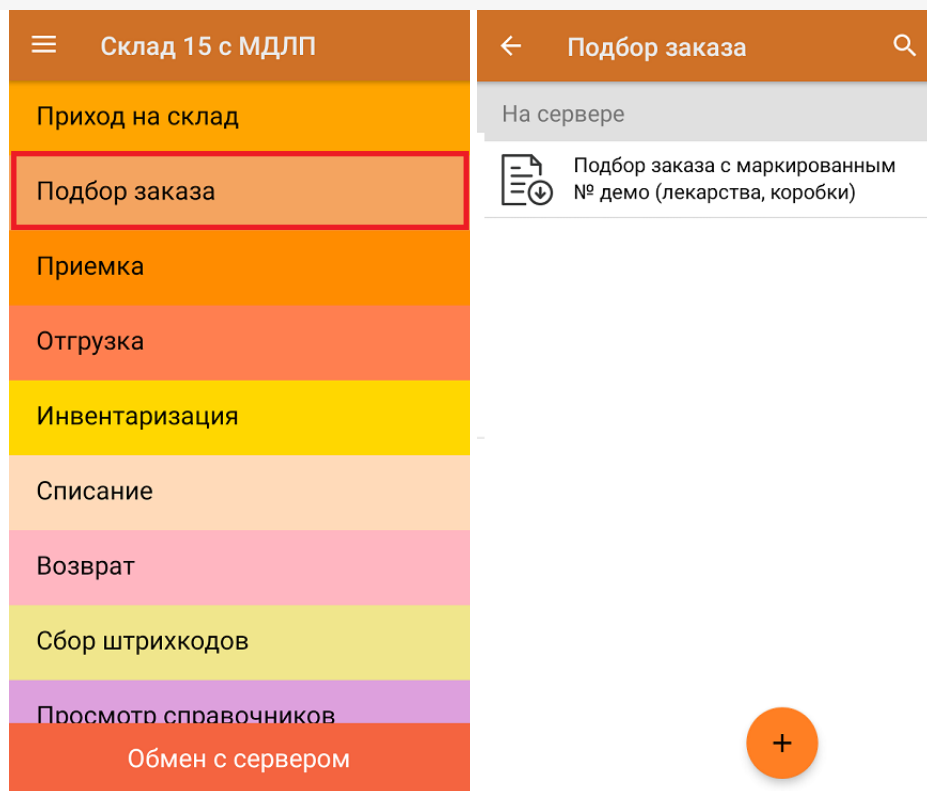 Склад 15 с МДЛП
Приход на склад
Подбор заказа
Приемка
Отгрузка
Инвентаризация
Списание
Возврат
Сбор штрихкодов
Просмотр справочников
Обмен с сервером
Подбор заказа
На сервере
Подбор заказа с маркированным
№ демо (лекарства, коробки)